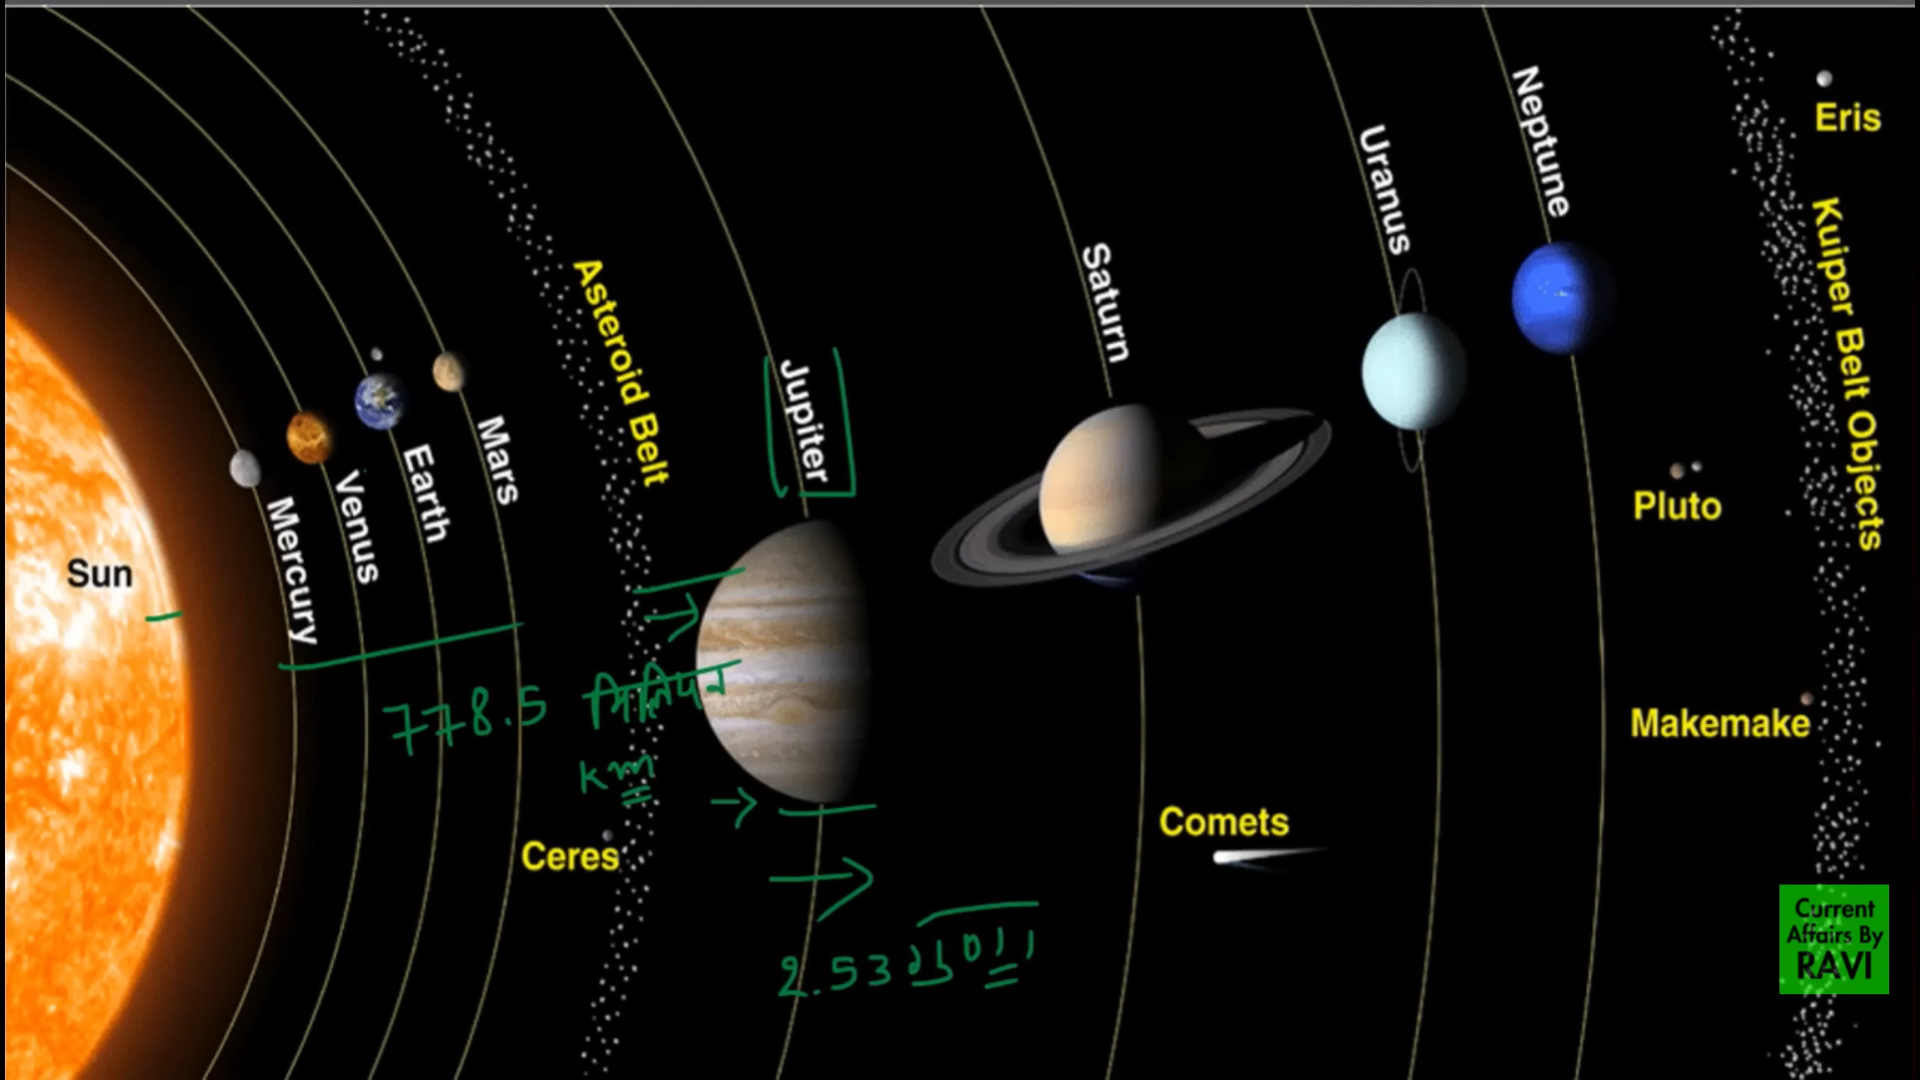 Sun
Mercury
Venus
Earth
Mars
Asteroid Belt
Ceres
Jupiter
778.5 मिलियन
km
2.53
Saturn
Comets
Uranus
Neptune
Pluto
Makemake
Eris
Kuiper Belt Objects
Current
Affairs By
RAVI